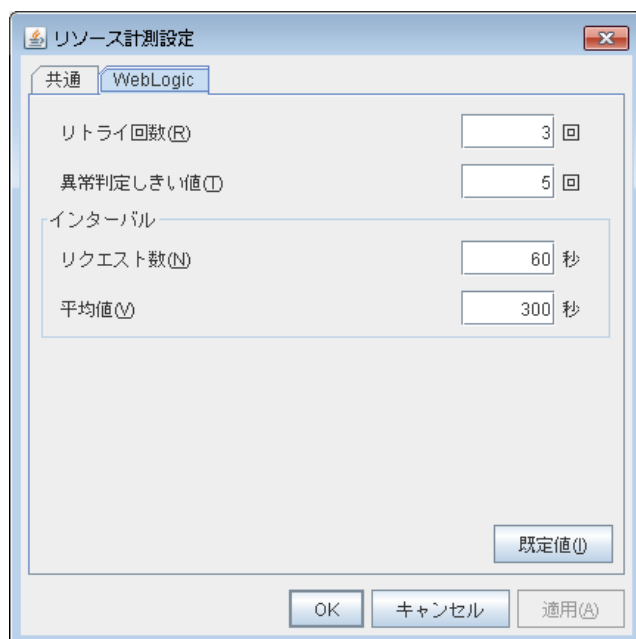 リソース計測設定
共通 WebLogic
リトライ回数(R) 3 回
異常判定しきい値(T) 5 回
インターバル
リクエスト数(N) 60 秒
平均値(V) 300 秒
既定値(I)
OK キャンセル 適用(A)